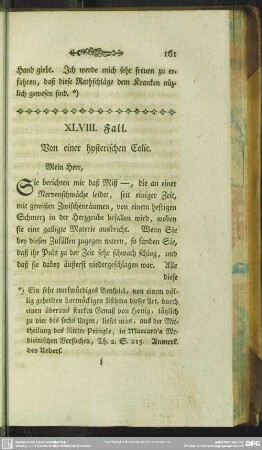 161
Hand giebt. Ich werde mich sehr freuen zu er-
fahren, daß diese Rathschläge dem Kranken nüz-
lich gewesen sind. *)
XLVIII. Fall.
Von einer hysterischen Colic.
Mein Herr,
Sie berichten mir daß Miß —, die an einer
Nervenschwäche leidet, seit einiger Zeit,
mit gewissen Zwischenräumen, von einem heftigen
Schmerz in der Herzgrube befallen wird, wobey
sie eine galligte Materie ausbricht. Wenn Sie
bey diesen Zufällen zugegen waren, so fanden Sie,
daß ihr Puls zu der Zeit sehr schwach schlug, und
daß sie dabey äußerst niedergeschlagen war. Alle
diese
*) Ein sehr merkwürdiges Beyspiel, von einem völ-
lig geheilten hartnäckigen Asthma dieser Art, durch
einen überaus starken Genuß von Honig, täglich
zu vier bis sechs Unzen, lieset man, aus der Mit-
theilung des Ritter Pringle, in Marcard's Me-
dicinischen Versuchen, Th. 2. S. 215. Anmerk.
des Uebers.
DFG